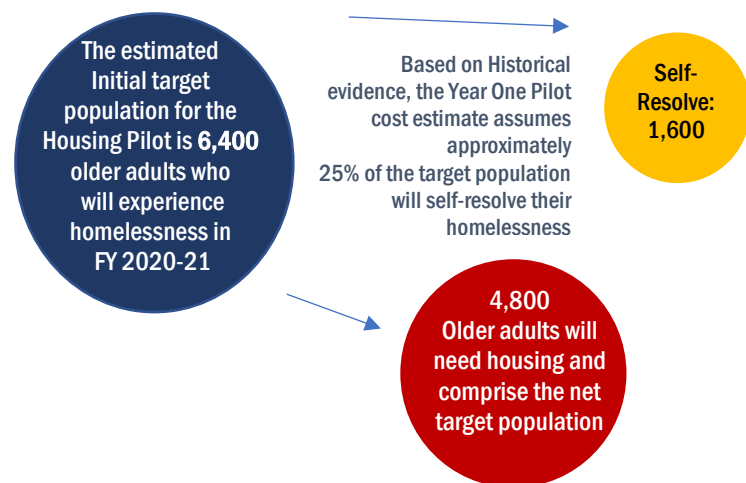 The estimated
Initial target
population for the
Housing Pilot is 6,400
older adults who
will experience
homelessness in
FY 2020-21
Based on Historical
evidence, the Year One Pilot
cost estimate assumes
approximately
25% of the target population
will self-resolve their
homelessness
Self-
Resolve:
1,600
4,800
Older adults will
need housing and
comprise the net
target population